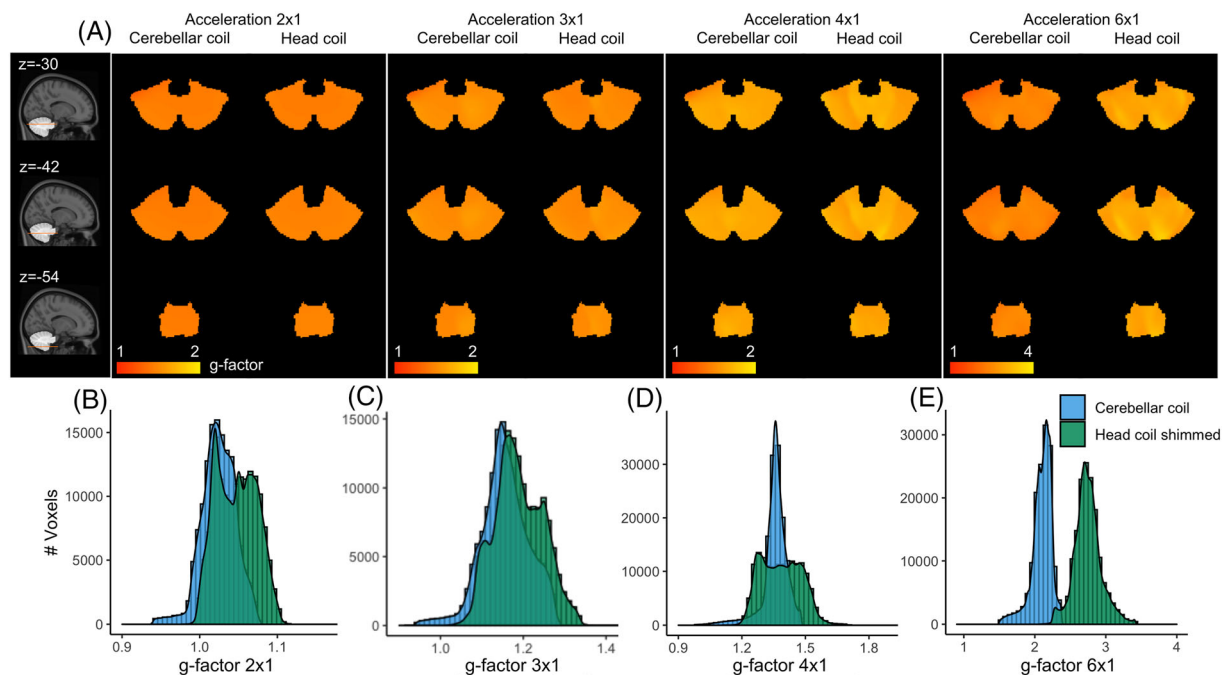 (A)
Acceleration 2x1 Acceleration 3x1 Acceleration 4x1 Acceleration 6x1
Cerebellar coil Head coil Cerebellar coil Head coil Cerebellar coil Head coil Cerebellar coil Head coil
z=-30
z=-42
z=-54
1 2 g-factor 1 2 1 2 1 4
(B)
15000
10000
5000
0
# Voxels
0.9 1.0 1.1
g-factor 2x1
(C)
15000
10000
5000
0
1.0 1.2 1.4
g-factor 3x1
(D)
30000
20000
10000
0
0.9 1.2 1.5 1.8
g-factor 4x1
(E)
Cerebellar coil
Head coil shimmed
30000
20000
10000
0
1 2 3 4
g-factor 6x1